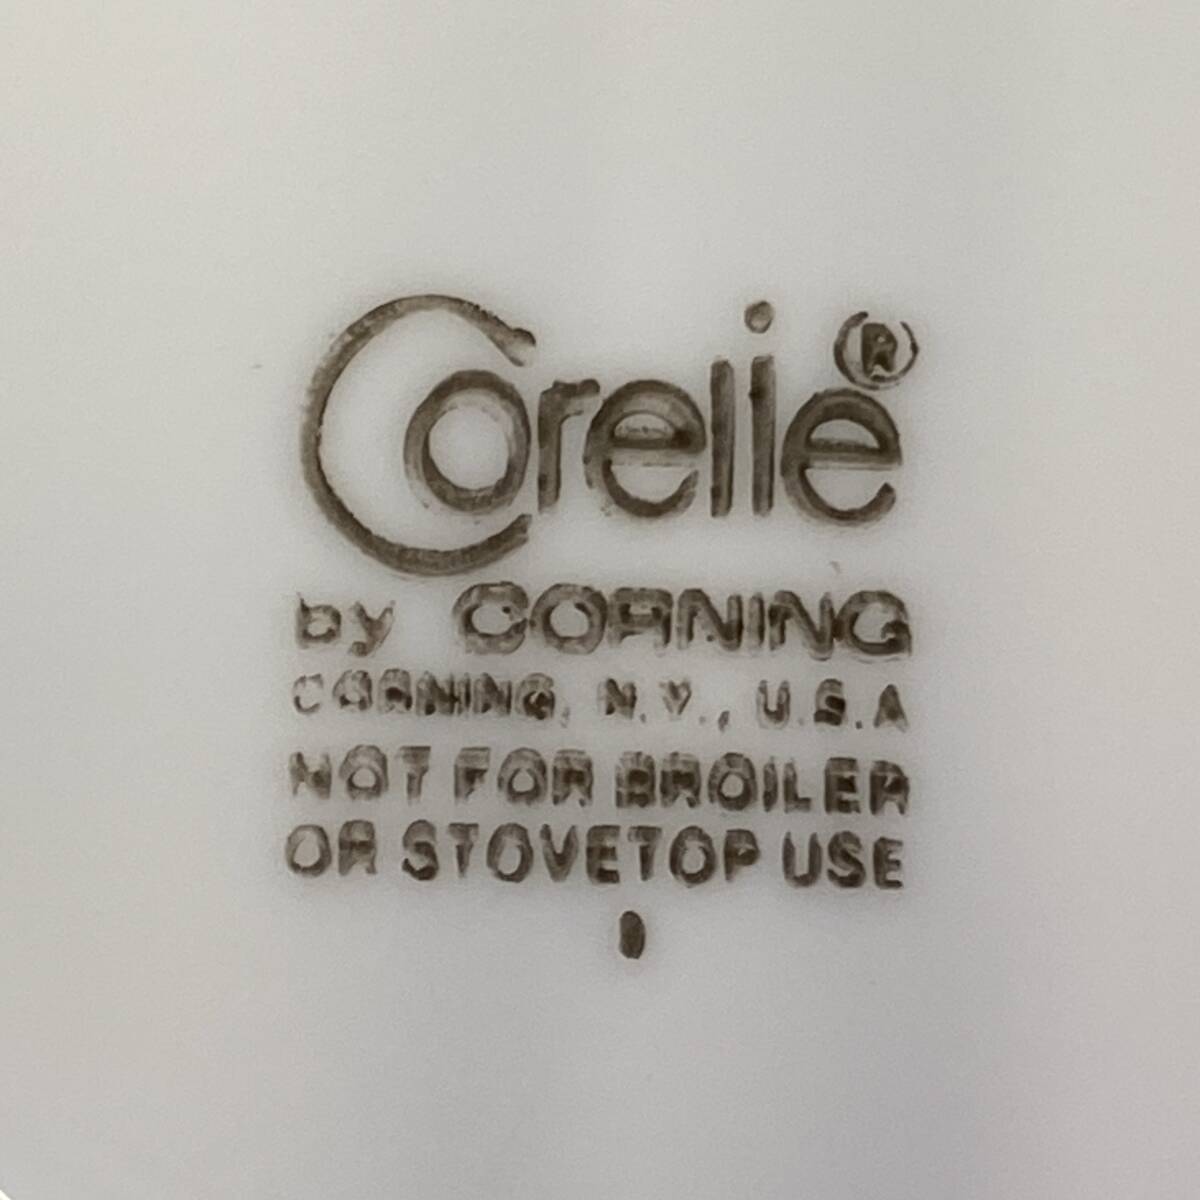 Corelle®
by CORNING
CORNING, N.Y., U.S.A
NOT FOR BROILER
OR STOVETOP USE